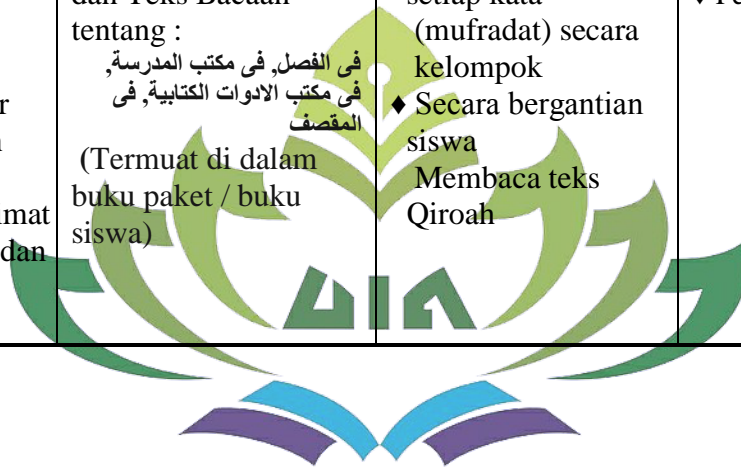 r
n
imat
dan
dan Teks Bacaan
tentang :
فى الفصل, فى مكتب المدرسة,
فى مكتب الادوات الكتابية, فى
المقصف
(Termuat di dalam
buku paket / buku
siswa)
setiap kata
(mufradat) secara
kelompok
♦ Secara bergantian
siswa
Membaca teks
Qiroah
UIN